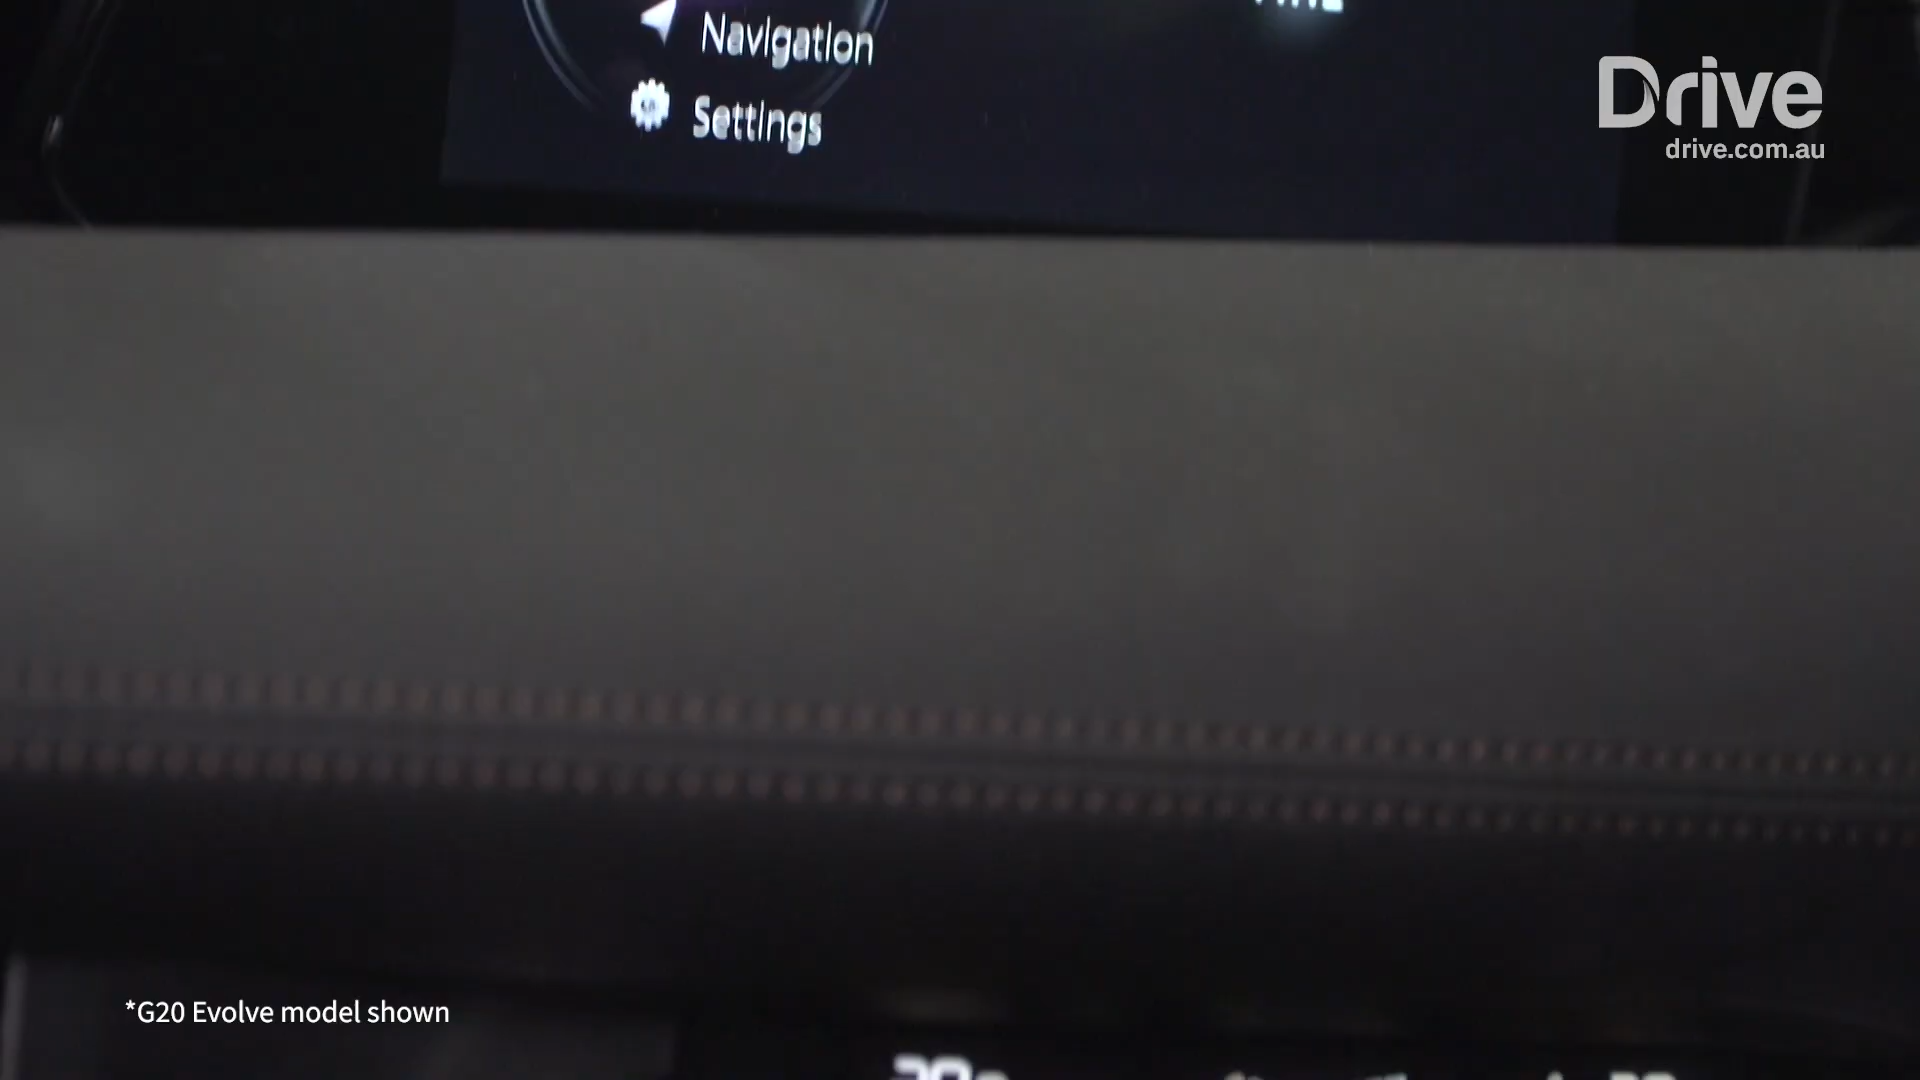 Navigation
Settings
Drive
drive.com.au
*G20 Evolve model shown